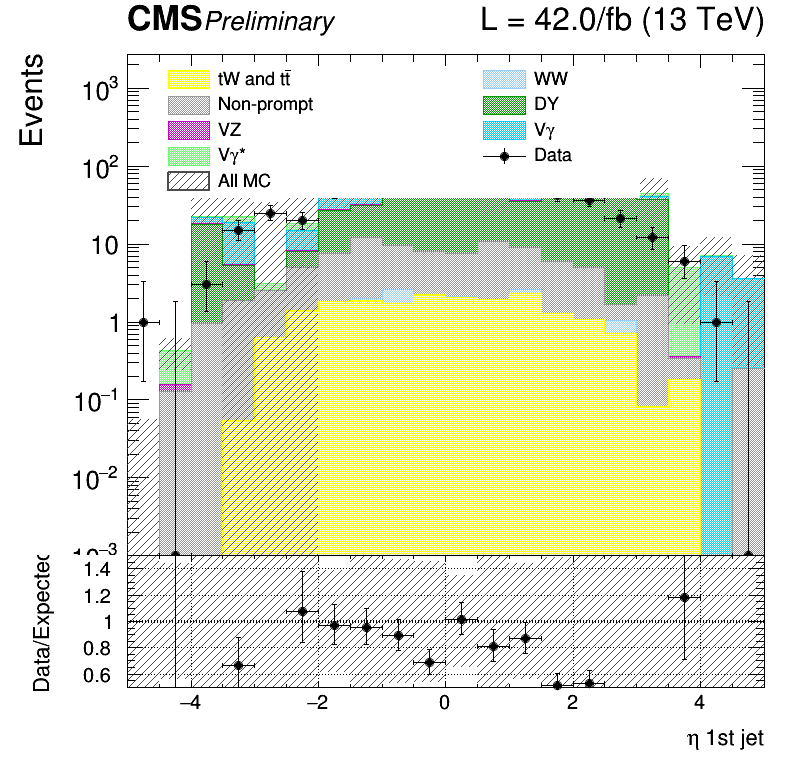 CMS Preliminary L = 42.0/fb (13 TeV)
Events
tW and tt̄ WW
Non-prompt DY
VZ Vγ
Vγ* Data
All MC
10³
10²
10
1
10⁻¹
10⁻²
10⁻³
Data/Expected
1.4
1.2
1
0.8
0.6
−4 −2 0 2 4
η 1st jet